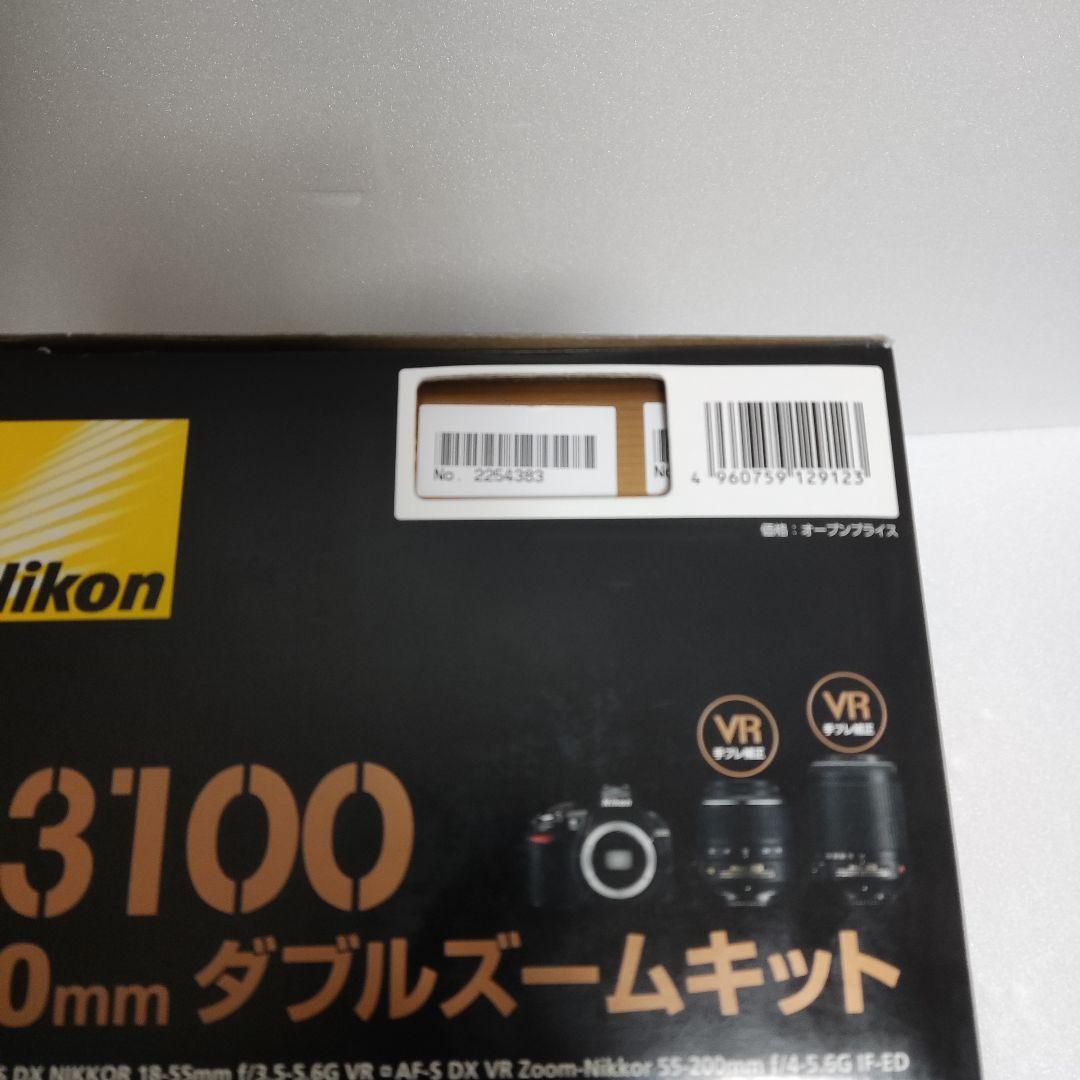 No. 2254383
No
4 960759 129123
価格：オープンプライス
Nikon
VR
手ブレ補正
VR
手ブレ補正
Nikon
3100
0mm ダブルズームキット
S DX NIKKOR 18-55mm f/3.5-5.6G VR ¤ AF-S DX VR Zoom-Nikkor 55-200mm f/4-5.6G IF-ED